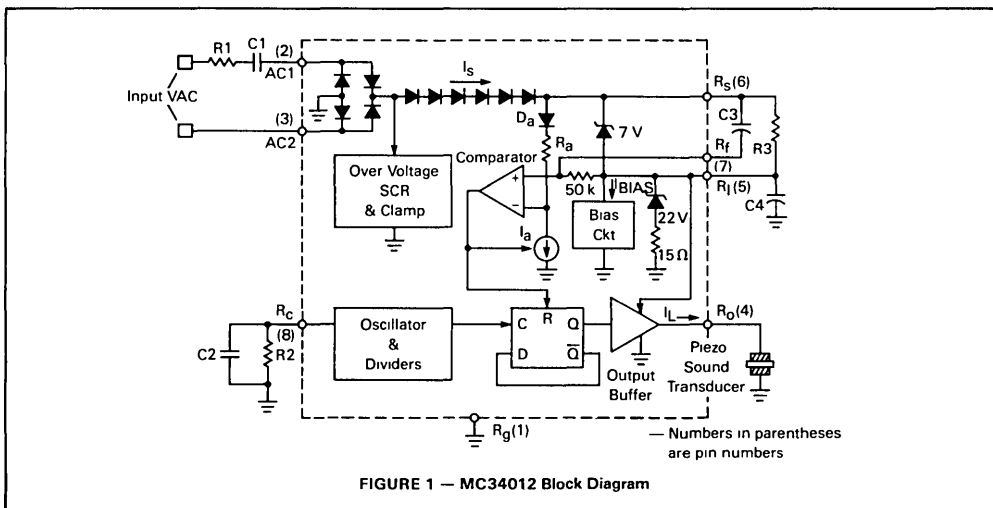 R1 C1 (2)
AC1
Input VAC
(3)
AC2
Is
Da
Ra
7 V
Rs(6)
C3
R3
Rf
(7)
Rl(5)
C4
Over Voltage
SCR
& Clamp
Comparator
+
−
50 k
IBIAS
Ia
Bias
Ckt
22 V
15Ω
Rc
(8)
C2
R2
Oscillator
&
Dividers
R
C Q
D Q̅
Output
Buffer
IL
Ro(4)
Piezo
Sound
Transducer
Rg(1)
— Numbers in parentheses
are pin numbers
FIGURE 1 — MC34012 Block Diagram